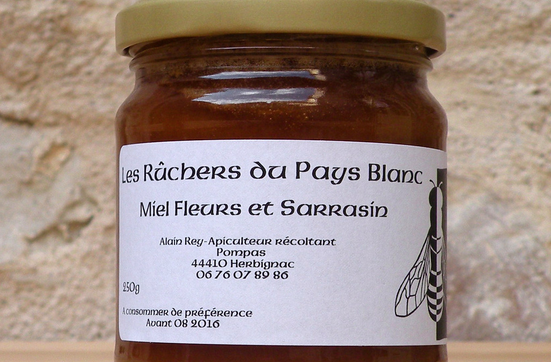 Les Rûchers du Pays Blanc
Miel Fleurs et Sarrasin
Alain Rey-Apiculteur récoltant
Pompas
44410 Herbignac
06 76 07 89 86
250g
A consommer de préférence
Avant 08 2016